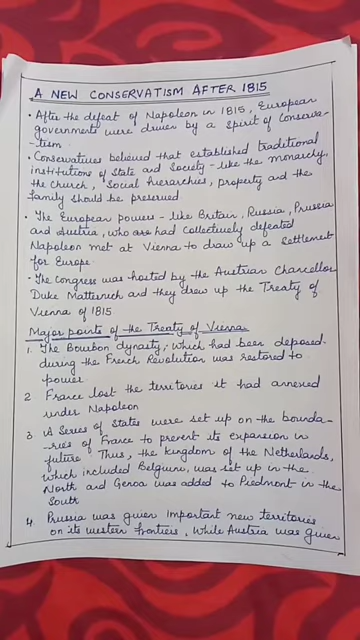 A NEW CONSERVATISM AFTER 1815
• After the defeat of Napoleon in 1815, European
governments were driven by a spirit of Conserva-
-tism.
• Conservatives believed that established traditional
institutions of State and Society - like the monarchy,
the church, Social hierarchies, property and the
family should be preserved
• The European powers - like Britain, Russia, Prussia
and Austria, who are had collectively defeated
Napoleon met at Vienna to draw up a Settlement
for Europe.
• The Congress was hosted by the Austrian Chancellor
Duke Metternich and they drew up the Treaty of
Vienna of 1815.
Major points of the Treaty of Vienna
1. The Bourbon dynasty, which had been deposed
during the French Revolution was restored to
power
2 France lost the territories it had annexed
under Napoleon
3 A Series of States were set up on the bounda-
-ries of France to prevent its expansion in
future. Thus, the kingdom of the Netherlands,
which included Belguim, was set up in the
North and Genoa was added to Piedmont in the
South
4. Prussia was given Important new territories
on its western frontiers, while Austria was given